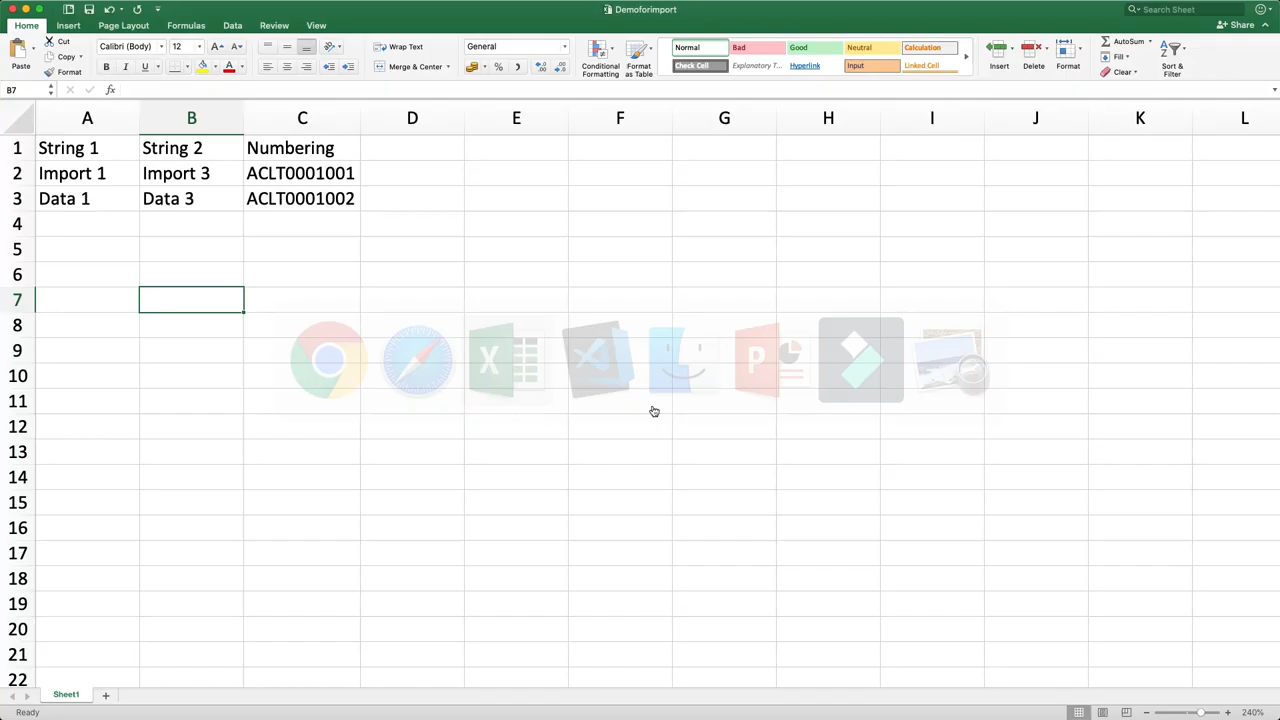 Demoforimport
Search Sheet
Home Insert Page Layout Formulas Data Review View
Share
Paste Cut Copy Format
Calibri (Body) 12
B I U
Wrap Text
Merge & Center
General
Conditional Formatting
Format as Table
Normal Bad Good Neutral Calculation
Check Cell Explanatory T... Hyperlink Input Linked Cell
Insert Delete Format
AutoSum
Fill
Clear
Sort & Filter
B7 fx
A B C D E F G H I J K L
1 String 1 String 2 Numbering
2 Import 1 Import 3 ACLT0001001
3 Data 1 Data 3 ACLT0001002
4
5
6
7
8
9
10
11
12
13
14
15
16
17
18
19
20
21
22
Sheet1
Ready 240%